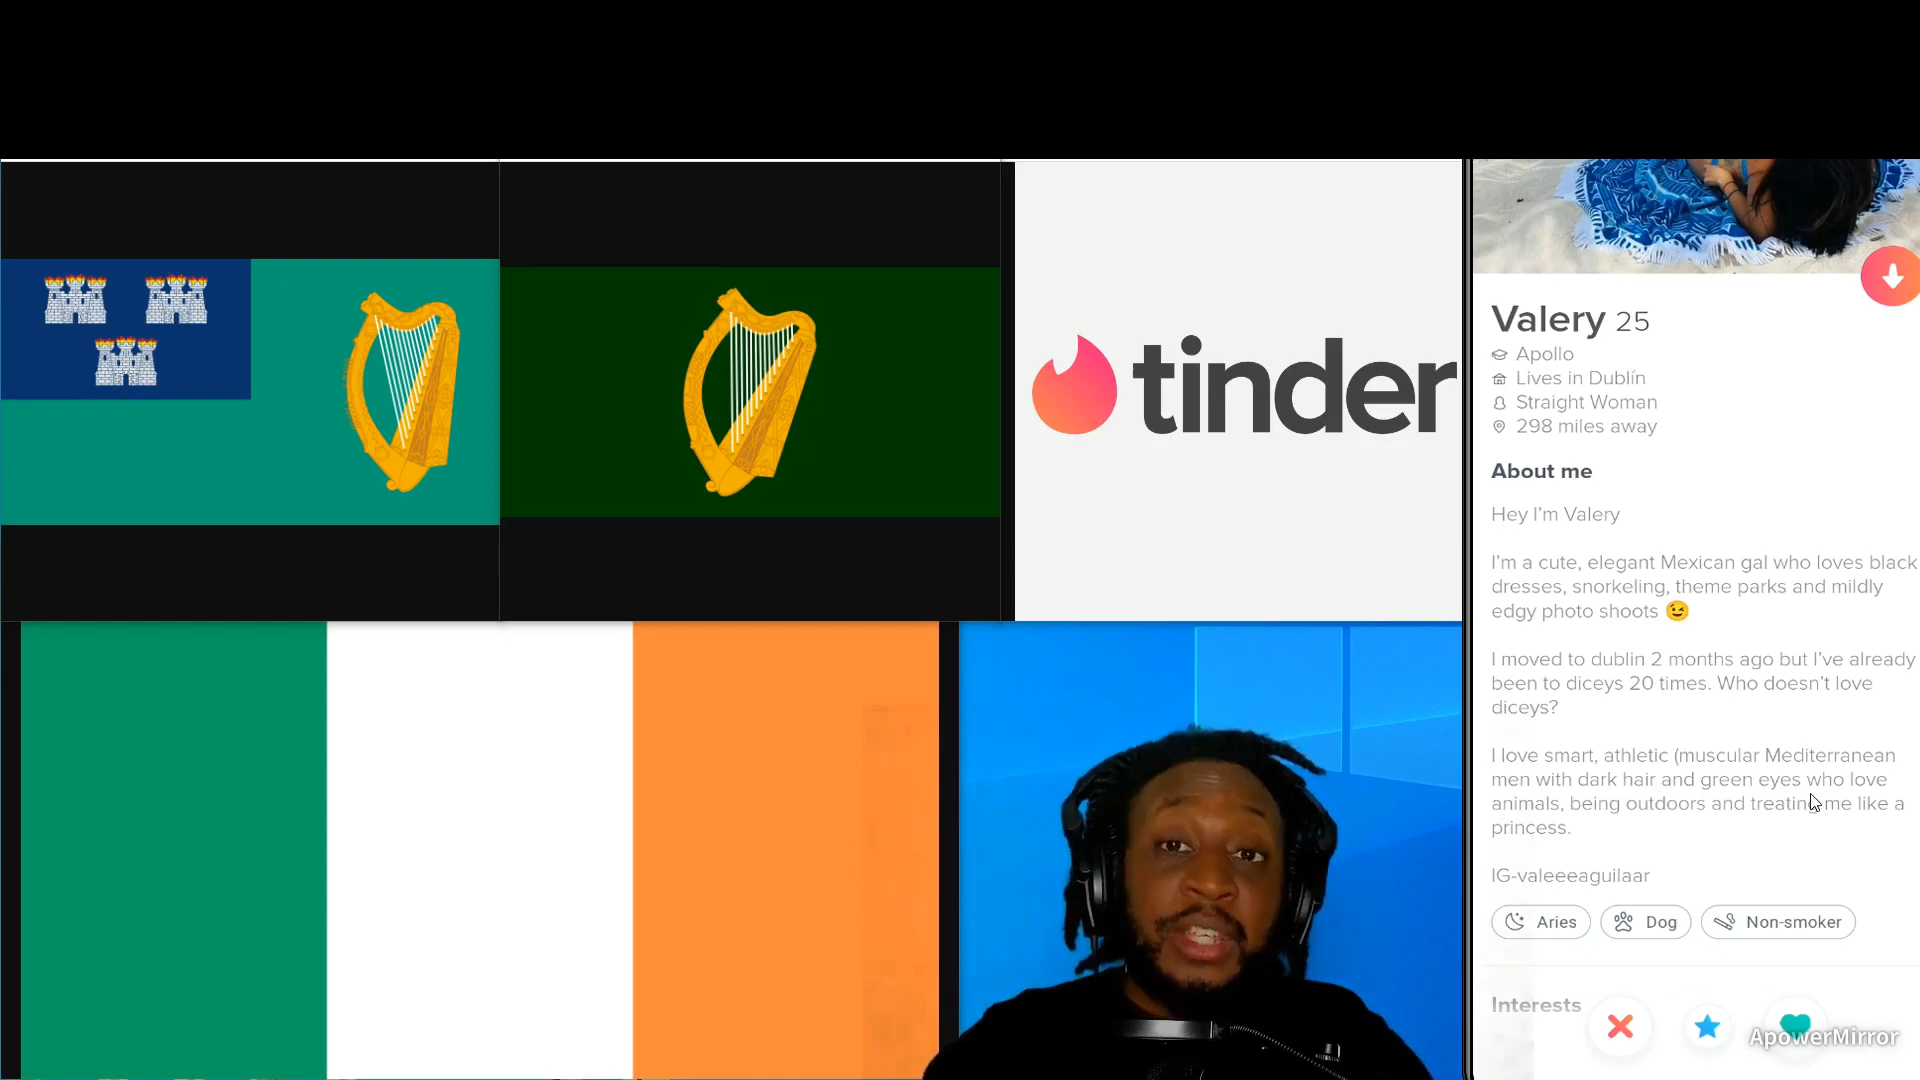 tinder
Valery 25
Apollo
Lives in Dublín
Straight Woman
298 miles away
About me
Hey I'm Valery
I'm a cute, elegant Mexican gal who loves black
dresses, snorkeling, theme parks and mildly
edgy photo shoots 😉
I moved to dublin 2 months ago but I've already
been to diceys 20 times. Who doesn't love
diceys?
I love smart, athletic (muscular Mediterranean
men with dark hair and green eyes who love
animals, being outdoors and treating me like a
princess.
IG-valeeeaguilaar
Aries Dog Non-smoker
Interests
ApowerMirror